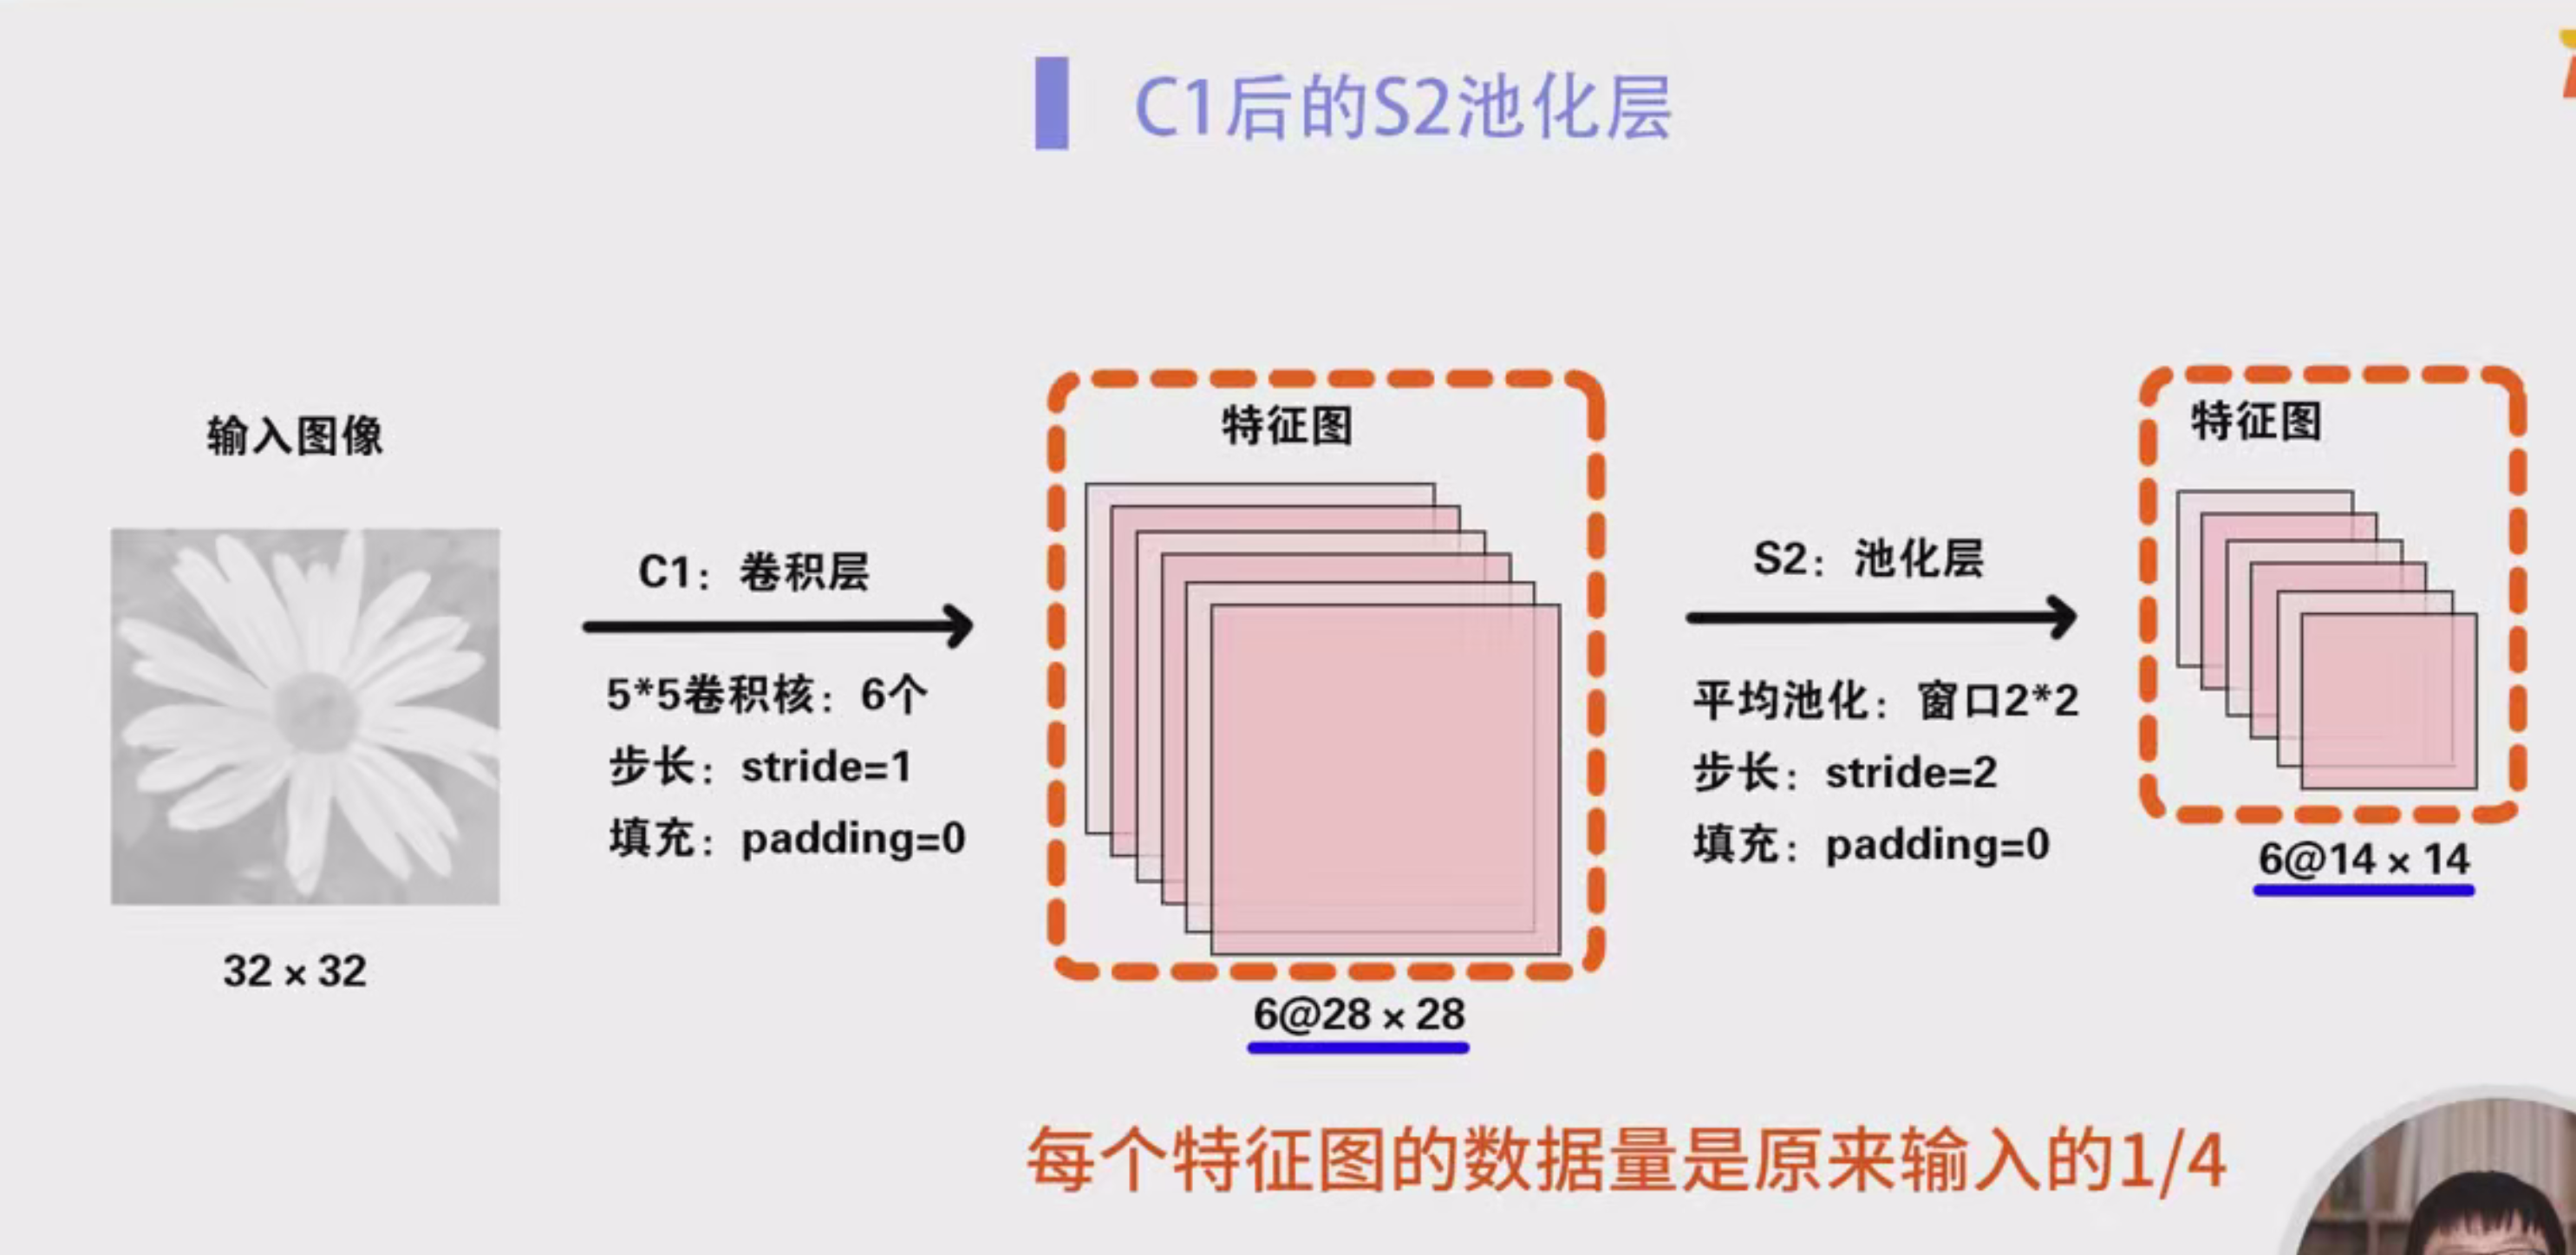 C1后的S2池化层
输入图像
32 × 32
C1：卷积层
5*5卷积核：6个
步长：stride=1
填充：padding=0
特征图
6@28 × 28
S2：池化层
平均池化：窗口2*2
步长：stride=2
填充：padding=0
特征图
6@14 × 14
每个特征图的数据量是原来输入的1/4